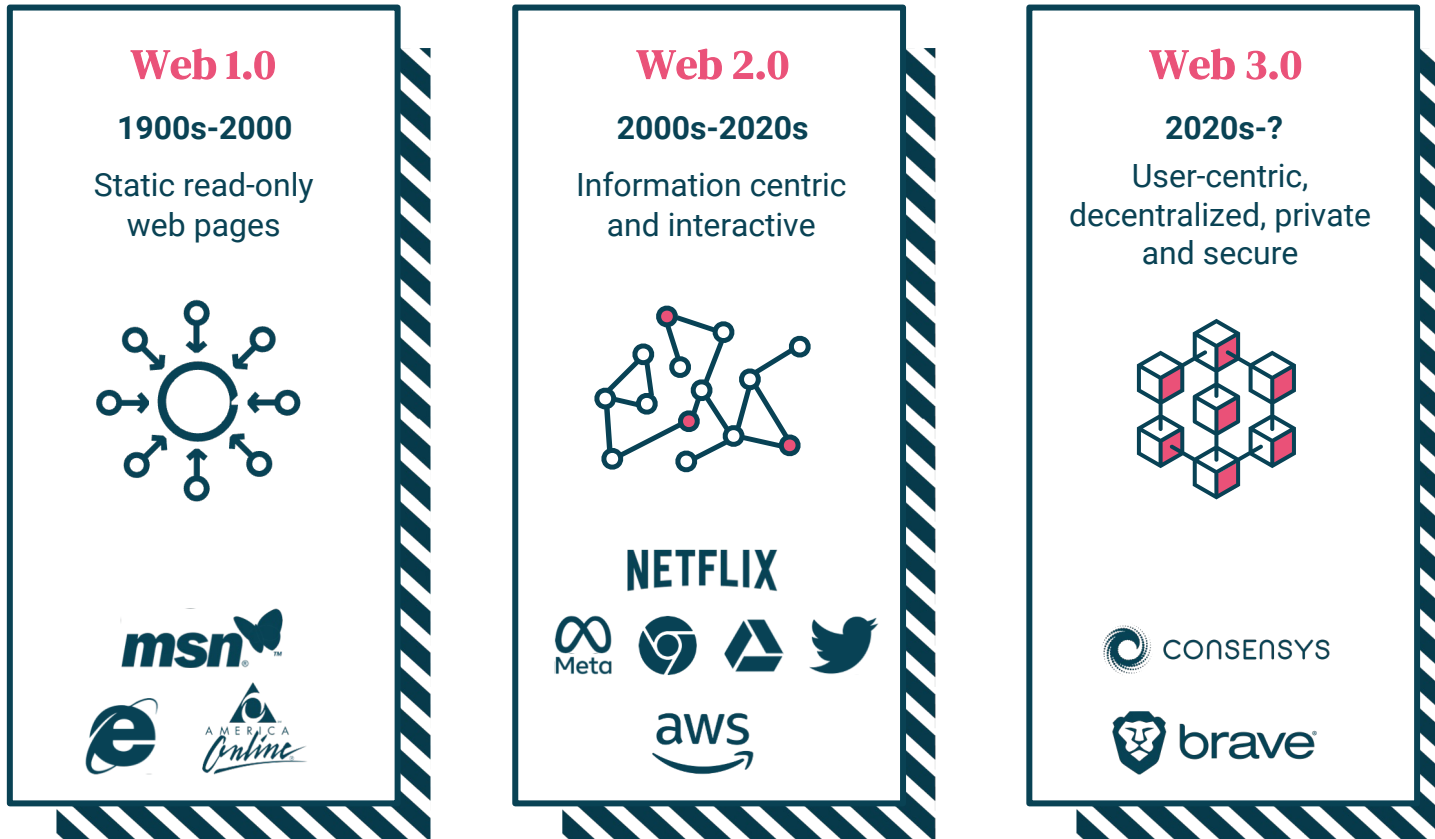 Web 1.0
1900s-2000
Static read-only
web pages
msn
AMERICA
Online
Web 2.0
2000s-2020s
Information centric
and interactive
NETFLIX
Meta
aws
Web 3.0
2020s-?
User-centric,
decentralized, private
and secure
CONSENSYS
brave